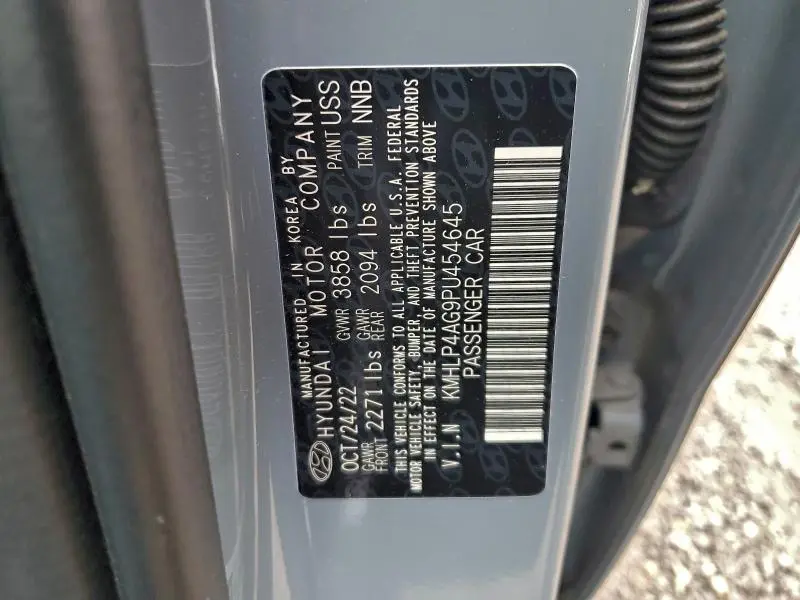 MANUFACTURED IN KOREA BY
HYUNDAI MOTOR COMPANY
OCT/24/22 GVWR 3858 lbs PAINT USS
GAWR FRONT 2271 lbs GAWR REAR 2094 lbs TRIM NNB
THIS VEHICLE CONFORMS TO ALL APPLICABLE U.S.A. FEDERAL
MOTOR VEHICLE SAFETY, BUMPER, AND THEFT PREVENTION STANDARDS
IN EFFECT ON THE DATE OF MANUFACTURE SHOWN ABOVE
V.I.N KMHLP4AG9PU454645
PASSENGER CAR